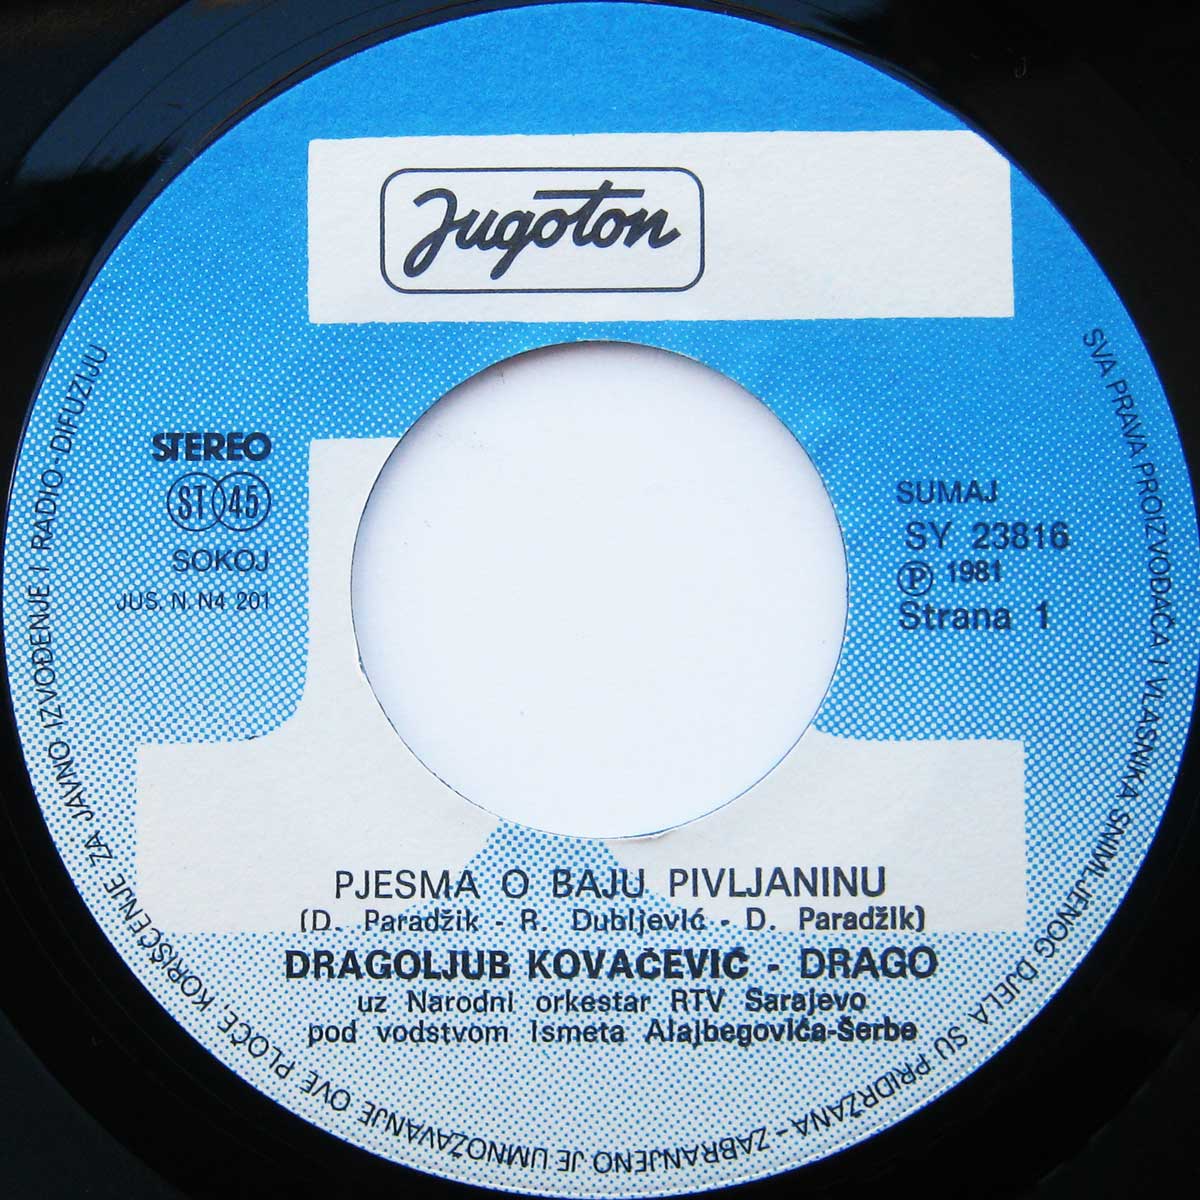 Jugoton
STEREO
ST 45
SOKOJ
JUS. N. N4 201
SUMAJ
SY 23816
Ⓟ 1981
Strana 1
PJESMA O BAJU PIVLJANINU
(D. Paradžik - R. Dubljević - D. Paradžik)
DRAGOLJUB KOVAČEVIĆ - DRAGO
uz Narodni orkestar RTV Sarajevo
pod vodstvom Ismeta Alajbegovića-Šerbe
SVA PRAVA PROIZVOĐAČA I VLASNIKA SNIMLJENOG DJELA SU PRIDRŽANA - ZABRANJENO JE UMNOŽAVANJE OVE PLOČE, KORIŠĆENJE ZA JAVNO IZVOĐENJE I RADIO DIFUZIJU